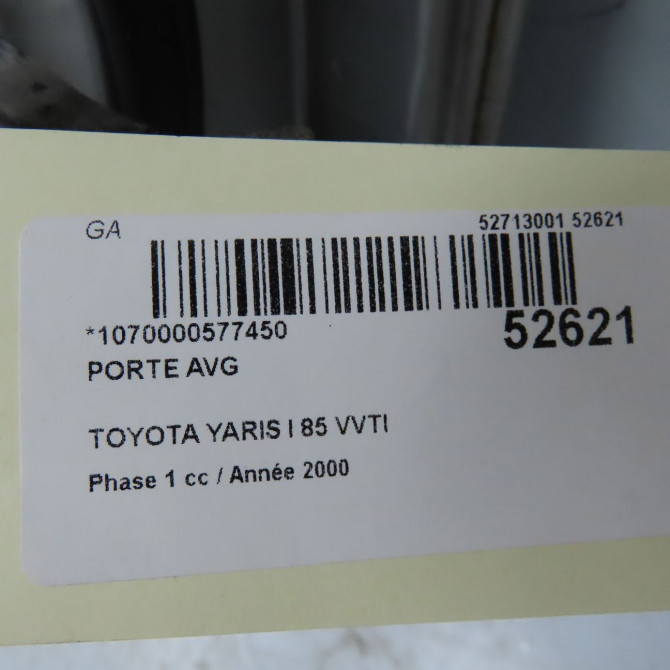 GA
52713001 52621
*1070000577450
52621
PORTE AVG
TOYOTA YARIS I 85 VVTI
Phase 1 cc / Année 2000